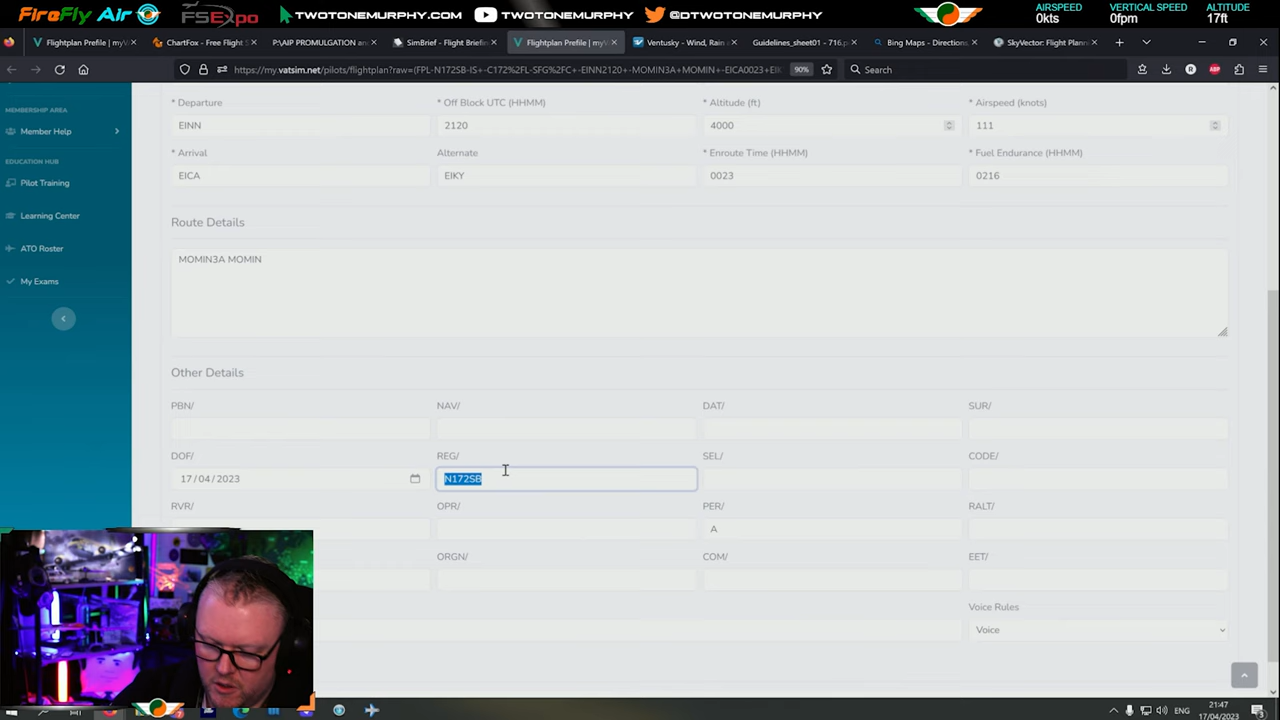 FireFly Air
FSExpo
TWOTONEMURPHY.COM
TWOTONEMURPHY
@DTWOTONEMURPHY
AIRSPEED
0kts
VERTICAL SPEED
0fpm
ALTITUDE
17ft
Flightplan Prefile | myV
ChartFox - Free Flight S
P:\AIP PROMULGATION and
SimBrief - Flight Briefin
Flightplan Prefile | myV
Ventusky - Wind, Rain a
Guidelines_sheet01 - 716.p
Bing Maps - Directions,
SkyVector: Flight Planni
https://my.vatsim.net/pilots/flightplan?raw=(FPL-N172SB-IS+-C172%2FL-SFG%2FC+-EINN2120+-MOMIN3A+MOMIN+-EICA0023+EIK
90%
Search
MEMBERSHIP AREA
Member Help
EDUCATION HUB
Pilot Training
Learning Center
ATO Roster
My Exams
* Departure
* Off Block UTC (HHMM)
* Altitude (ft)
* Airspeed (knots)
EINN
2120
4000
111
* Arrival
Alternate
* Enroute Time (HHMM)
* Fuel Endurance (HHMM)
EICA
EIKY
0023
0216
Route Details
MOMIN3A MOMIN
Other Details
PBN/
NAV/
DAT/
SUR/
DOF/
REG/
SEL/
CODE/
17/04/2023
N172SB
RVR/
OPR/
PER/
RALT/
A
ORGN/
COM/
EET/
Voice Rules
Voice
ENG
21:47
17/04/2023